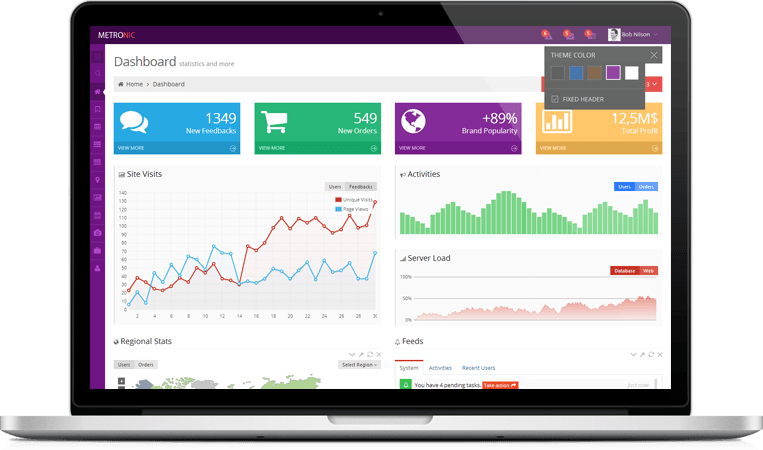 METRONIC
8
5
5
Bob Nilson
Dashboard statistics and more
THEME COLOR
Home > Dashboard
FIXED HEADER
1349
New Feedbacks
VIEW MORE
549
New Orders
VIEW MORE
+89%
Brand Popularity
VIEW MORE
12,5M$
Total Profit
VIEW MORE
Site Visits
Users Feedbacks
Unique Visits
Page Views
140
130
120
110
100
90
80
70
60
50
40
30
20
10
0
2 4 6 8 10 12 14 16 18 20 22 24 26 28 30
Activities
Users Orders
Server Load
Database Web
100%
50%
0%
Regional Stats
Users Orders
Select Region
Feeds
System Activities Recent Users
You have 4 pending tasks. Take action
Just now